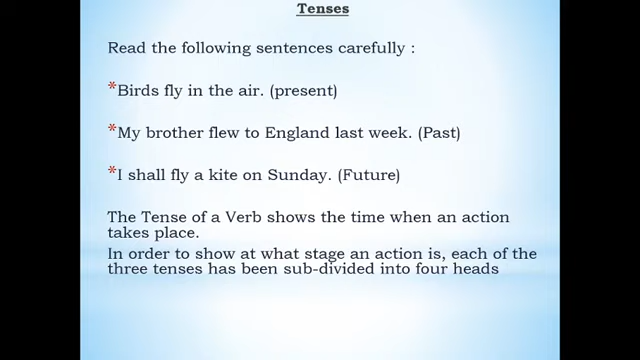 Tenses
Read the following sentences carefully :
*Birds fly in the air. (present)
*My brother flew to England last week. (Past)
*I shall fly a kite on Sunday. (Future)
The Tense of a Verb shows the time when an action
takes place.
In order to show at what stage an action is, each of the
three tenses has been sub-divided into four heads